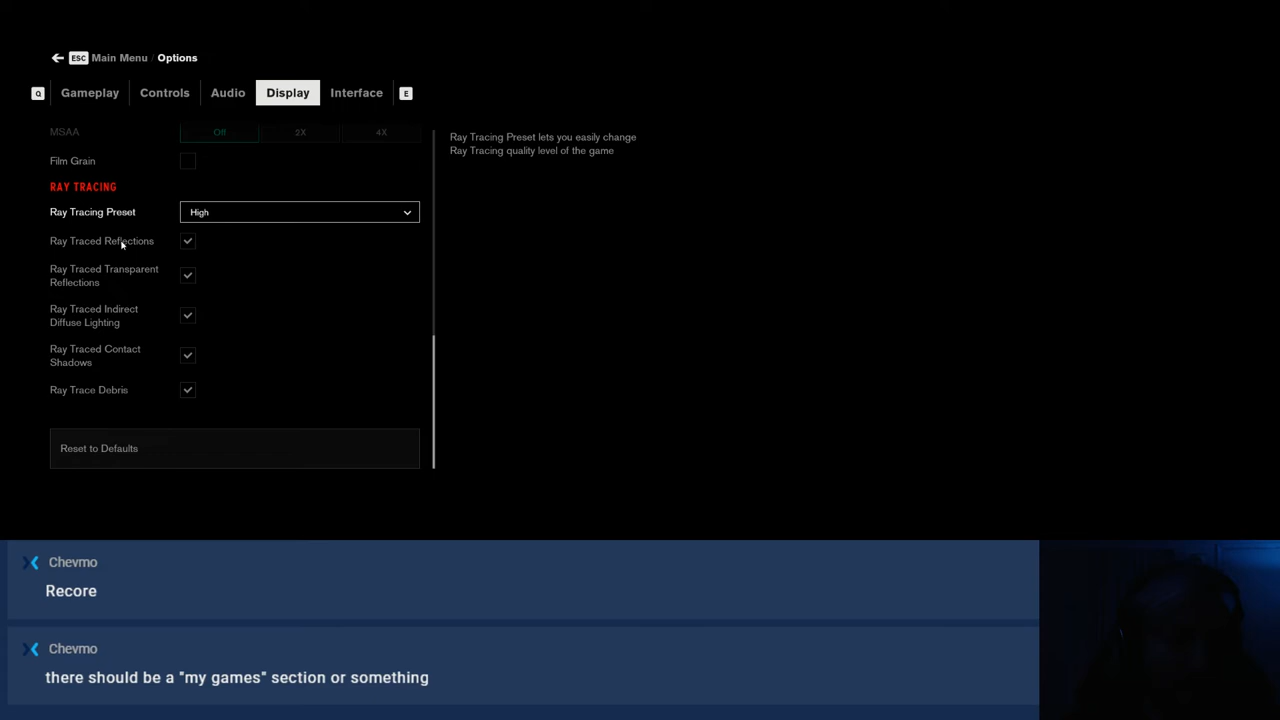 ESC Main Menu / Options
Q Gameplay Controls Audio Display Interface E
MSAA Off 2X 4X
Film Grain
RAY TRACING
Ray Tracing Preset High
Ray Traced Reflections
Ray Traced Transparent
Reflections
Ray Traced Indirect
Diffuse Lighting
Ray Traced Contact
Shadows
Ray Trace Debris
Reset to Defaults
Ray Tracing Preset lets you easily change
Ray Tracing quality level of the game
Chevmo
Recore
Chevmo
there should be a "my games" section or something